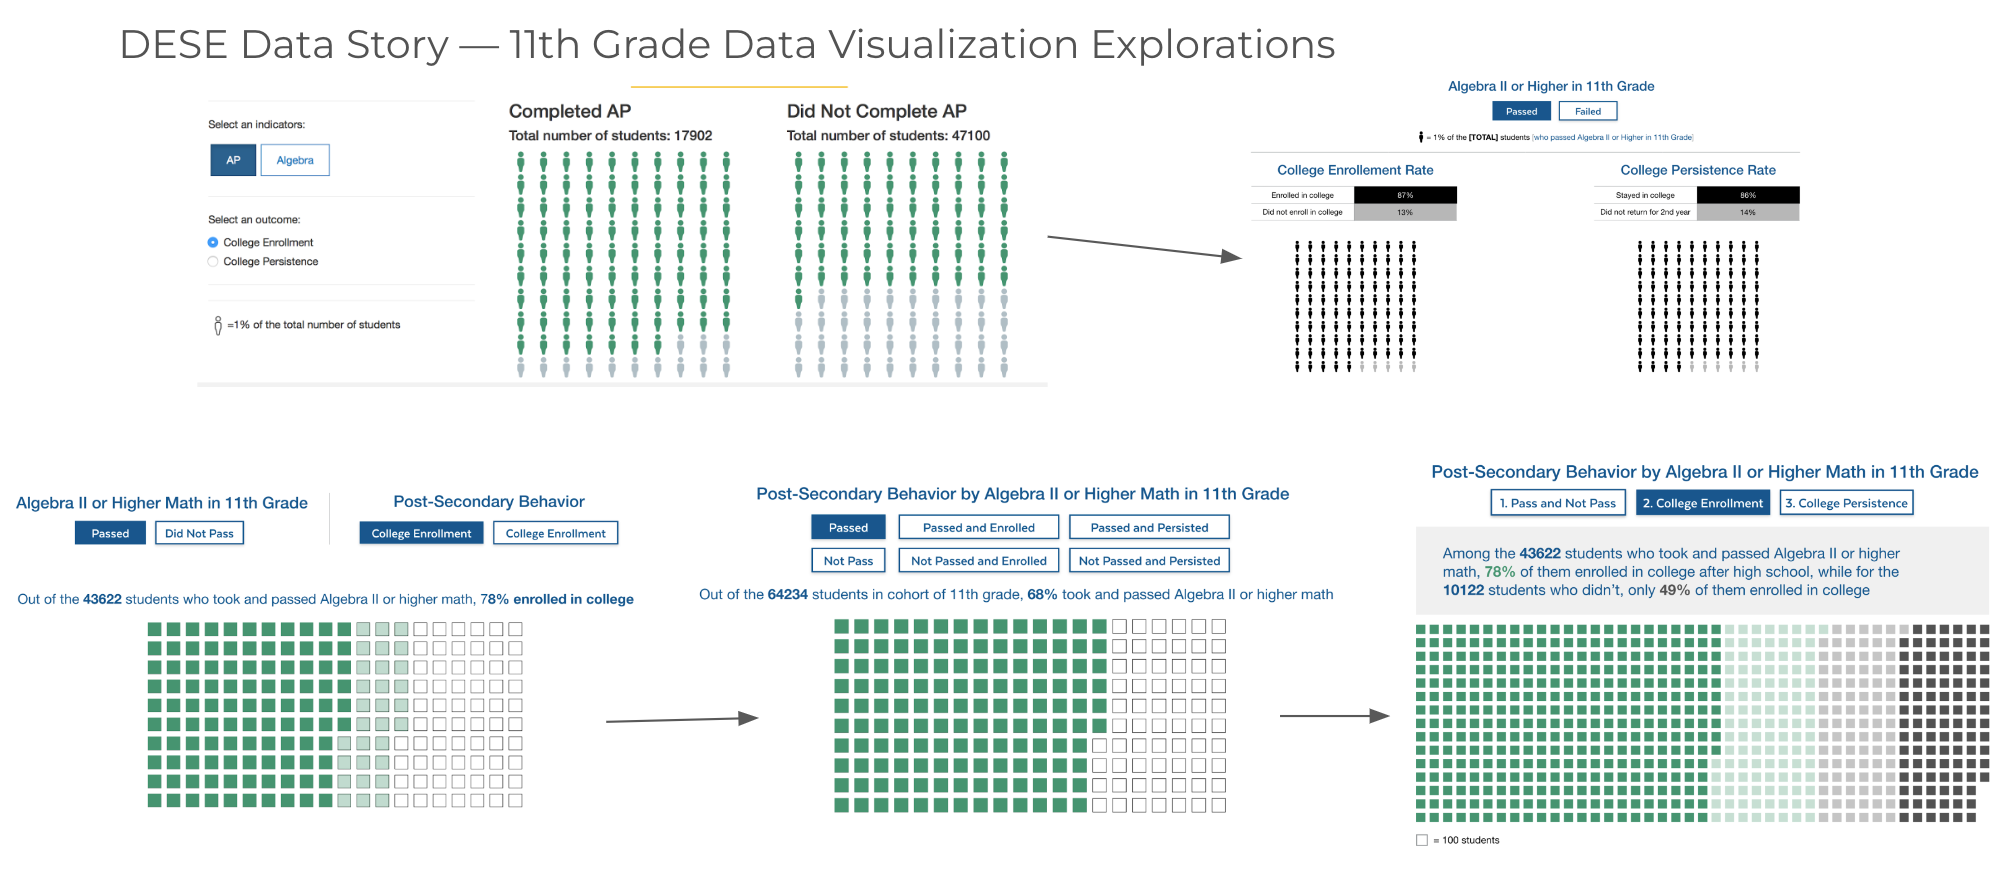 DESE Data Story — 11th Grade Data Visualization Explorations
Select an indicators:
AP
Algebra
Select an outcome:
College Enrollment
College Persistence
=1% of the total number of students
Completed AP
Total number of students: 17902
Did Not Complete AP
Total number of students: 47100
Algebra II or Higher in 11th Grade
Passed
Failed
= 1% of the [TOTAL] students [who passed Algebra II or Higher in 11th Grade]
College Enrollement Rate
Enrolled in college 87%
Did not enroll in college 13%
College Persistence Rate
Stayed in college 86%
Did not return for 2nd year 14%
Algebra II or Higher Math in 11th Grade
Passed
Did Not Pass
Post-Secondary Behavior
College Enrollment
College Enrollment
Out of the 43622 students who took and passed Algebra II or higher math, 78% enrolled in college
Post-Secondary Behavior by Algebra II or Higher Math in 11th Grade
Passed
Passed and Enrolled
Passed and Persisted
Not Pass
Not Passed and Enrolled
Not Passed and Persisted
Out of the 64234 students in cohort of 11th grade, 68% took and passed Algebra II or higher math
Post-Secondary Behavior by Algebra II or Higher Math in 11th Grade
1. Pass and Not Pass
2. College Enrollment
3. College Persistence
Among the 43622 students who took and passed Algebra II or higher
math, 78% of them enrolled in college after high school, while for the
10122 students who didn’t, only 49% of them enrolled in college
= 100 students